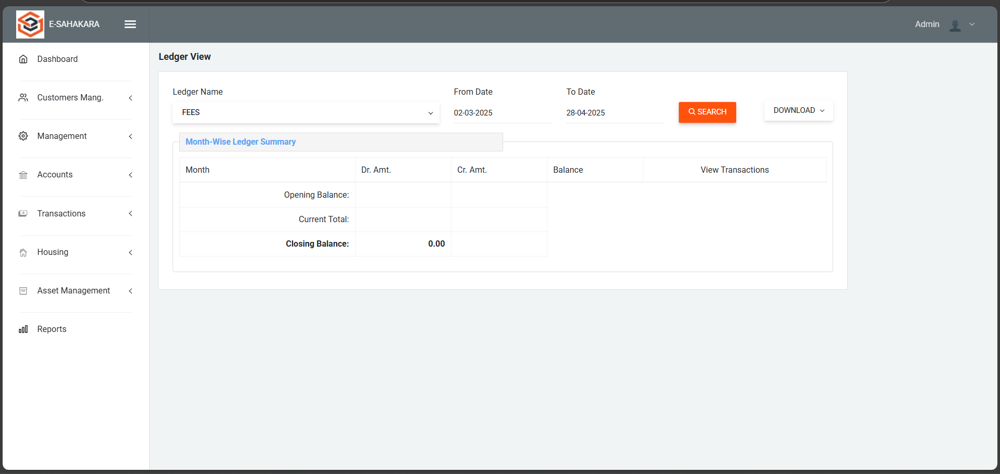 E-SAHAKARA
Admin
Dashboard
Customers Mang.
Management
Accounts
Transactions
Housing
Asset Management
Reports
Ledger View
Ledger Name
From Date
To Date
FEES
02-03-2025
28-04-2025
SEARCH
DOWNLOAD
Month-Wise Ledger Summary
Month Dr. Amt. Cr. Amt. Balance View Transactions
Opening Balance:
Current Total:
Closing Balance: 0.00